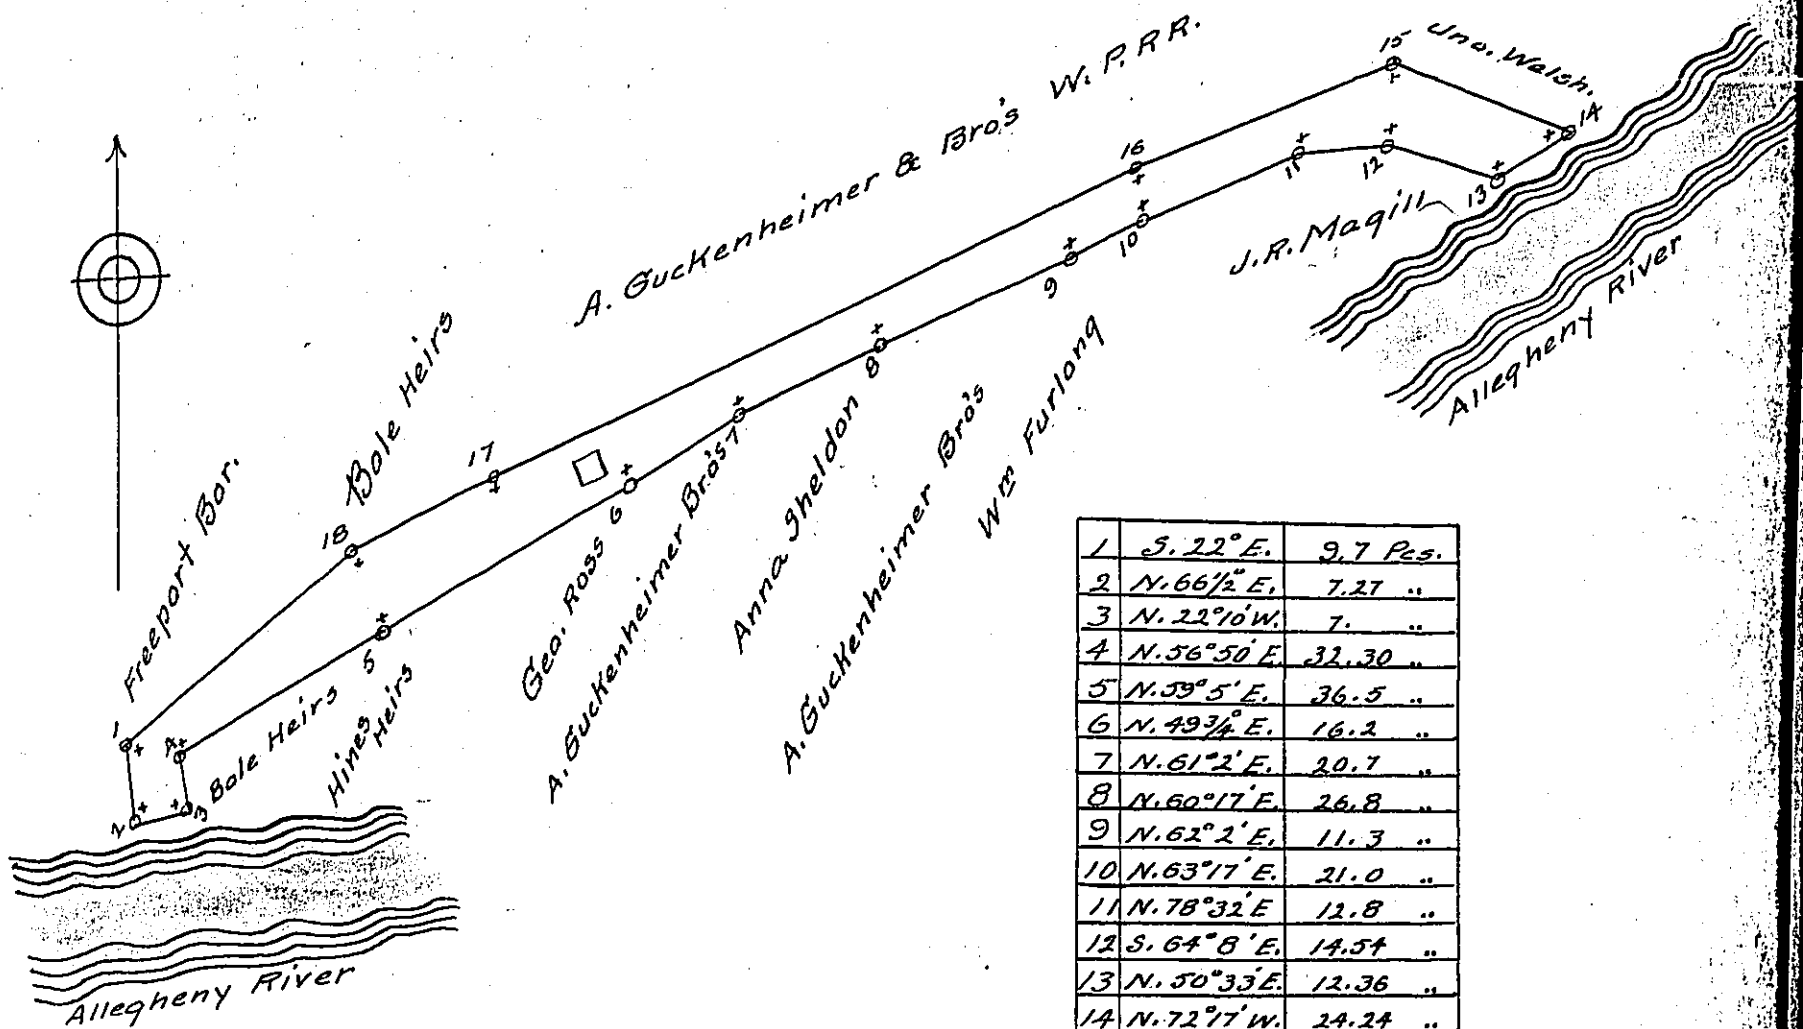 A. Guckenheimer & Bro's W. P. R R.
Jno. Welsh.
15
14
16
11
12
13
10
J. R. Magill
9
8
Allegheny River
17
18
Bole Heirs
Freeport Bor.
7
6
5
1
4
2
3
Bole Heirs
Hines Heirs
Geo. Ross
A. Guckenheimer Bro's
Anna Sheldon
A. Guckenheimer Bro's
Wm Furlong
Allegheny River
1 S. 22° E. 9.7 Pcs.
2 N. 66½° E. 7.27 "
3 N. 22°10' W. 7. "
4 N. 56°50' E 32.30 "
5 N. 59°5' E. 36.5 "
6 N. 49¾° E. 16.2 "
7 N. 61°2' E. 20.7 "
8 N. 60°17' E. 26.8 "
9 N. 62°2' E. 11.3 "
10 N. 63°17' E. 21.0 "
11 N. 78°32' E 12.8 "
12 S. 64°8' E. 14.54 "
13 N. 50°33' E. 12.36 "
14 N. 72°17' W. 24.24 "